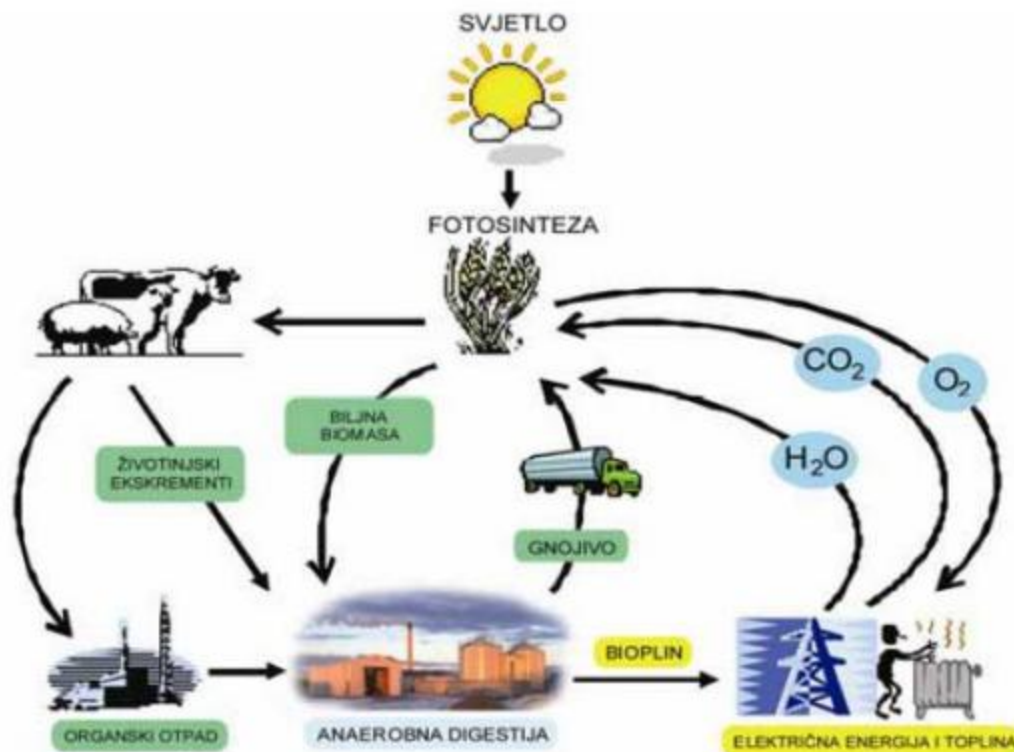 SVJETLO
FOTOSINTEZA
CO₂
O₂
BILJNA
BIOMASA
H₂O
ŽIVOTINJSKI
EKSKREMENTI
GNOJIVO
BIOPLIN
ORGANSKI OTPAD
ANAEROBNA DIGESTIJA
ELEKTRIČNA ENERGIJA I TOPLINA